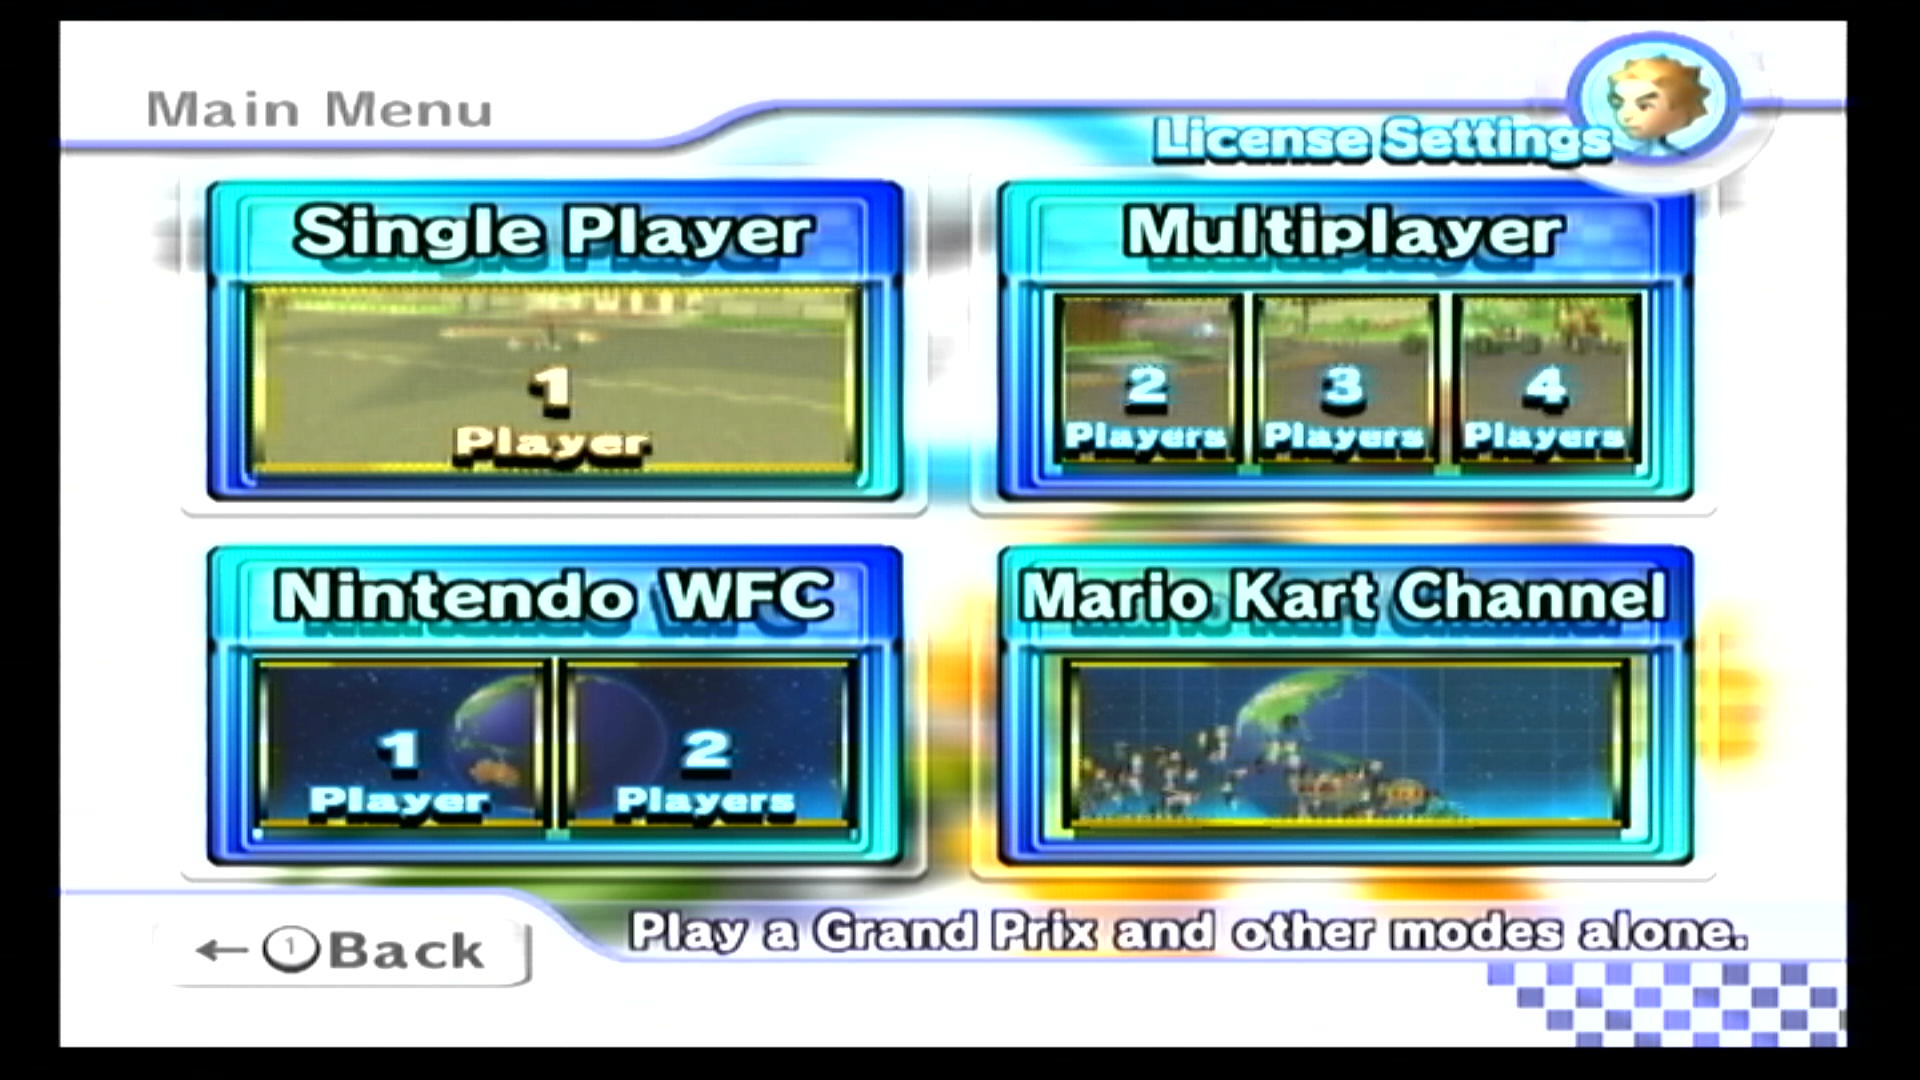 Main Menu
License Settings
Single Player
1
Player
Multiplayer
2
Players
3
Players
4
Players
Nintendo WFC
1
Player
2
Players
Mario Kart Channel
← 1 Back
Play a Grand Prix and other modes alone.